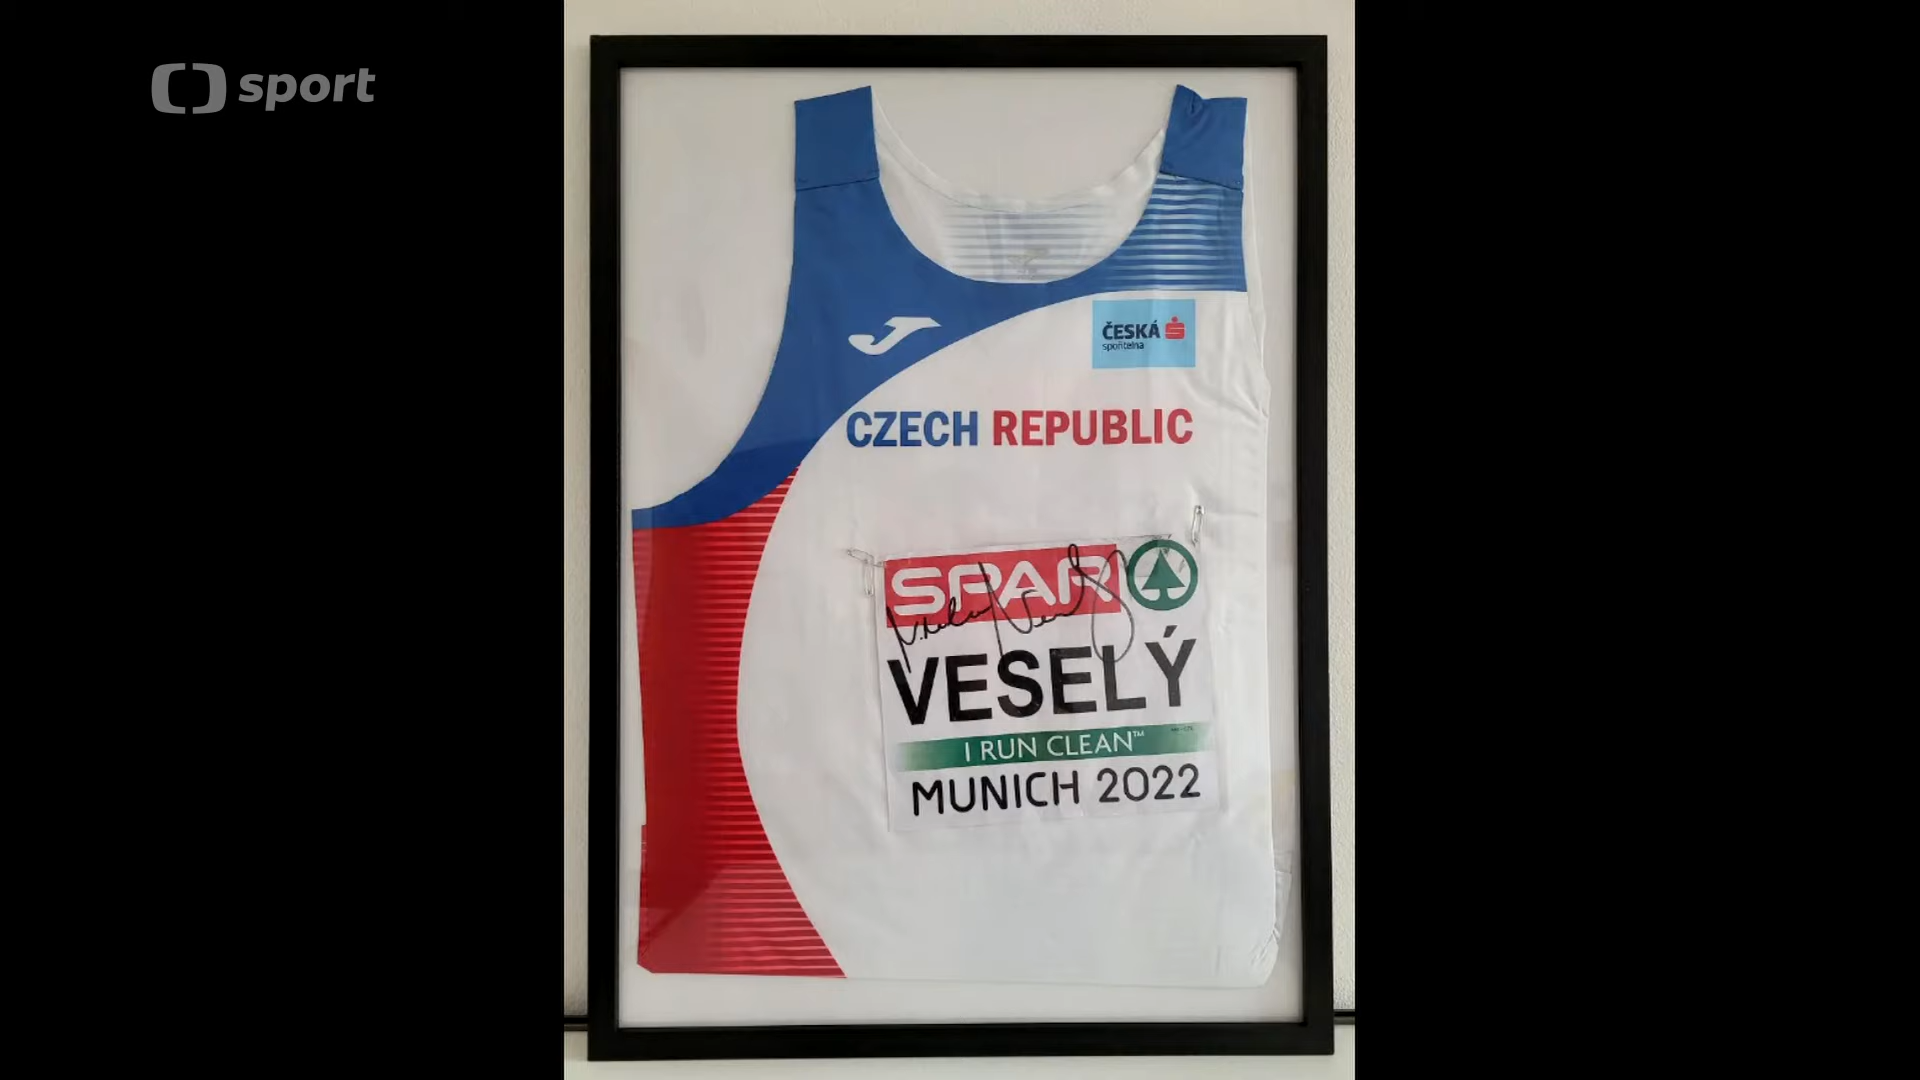 sport
ČESKÁ
spořitelna
CZECH REPUBLIC
SPAR
VESELÝ
I RUN CLEAN™
MUNICH 2022